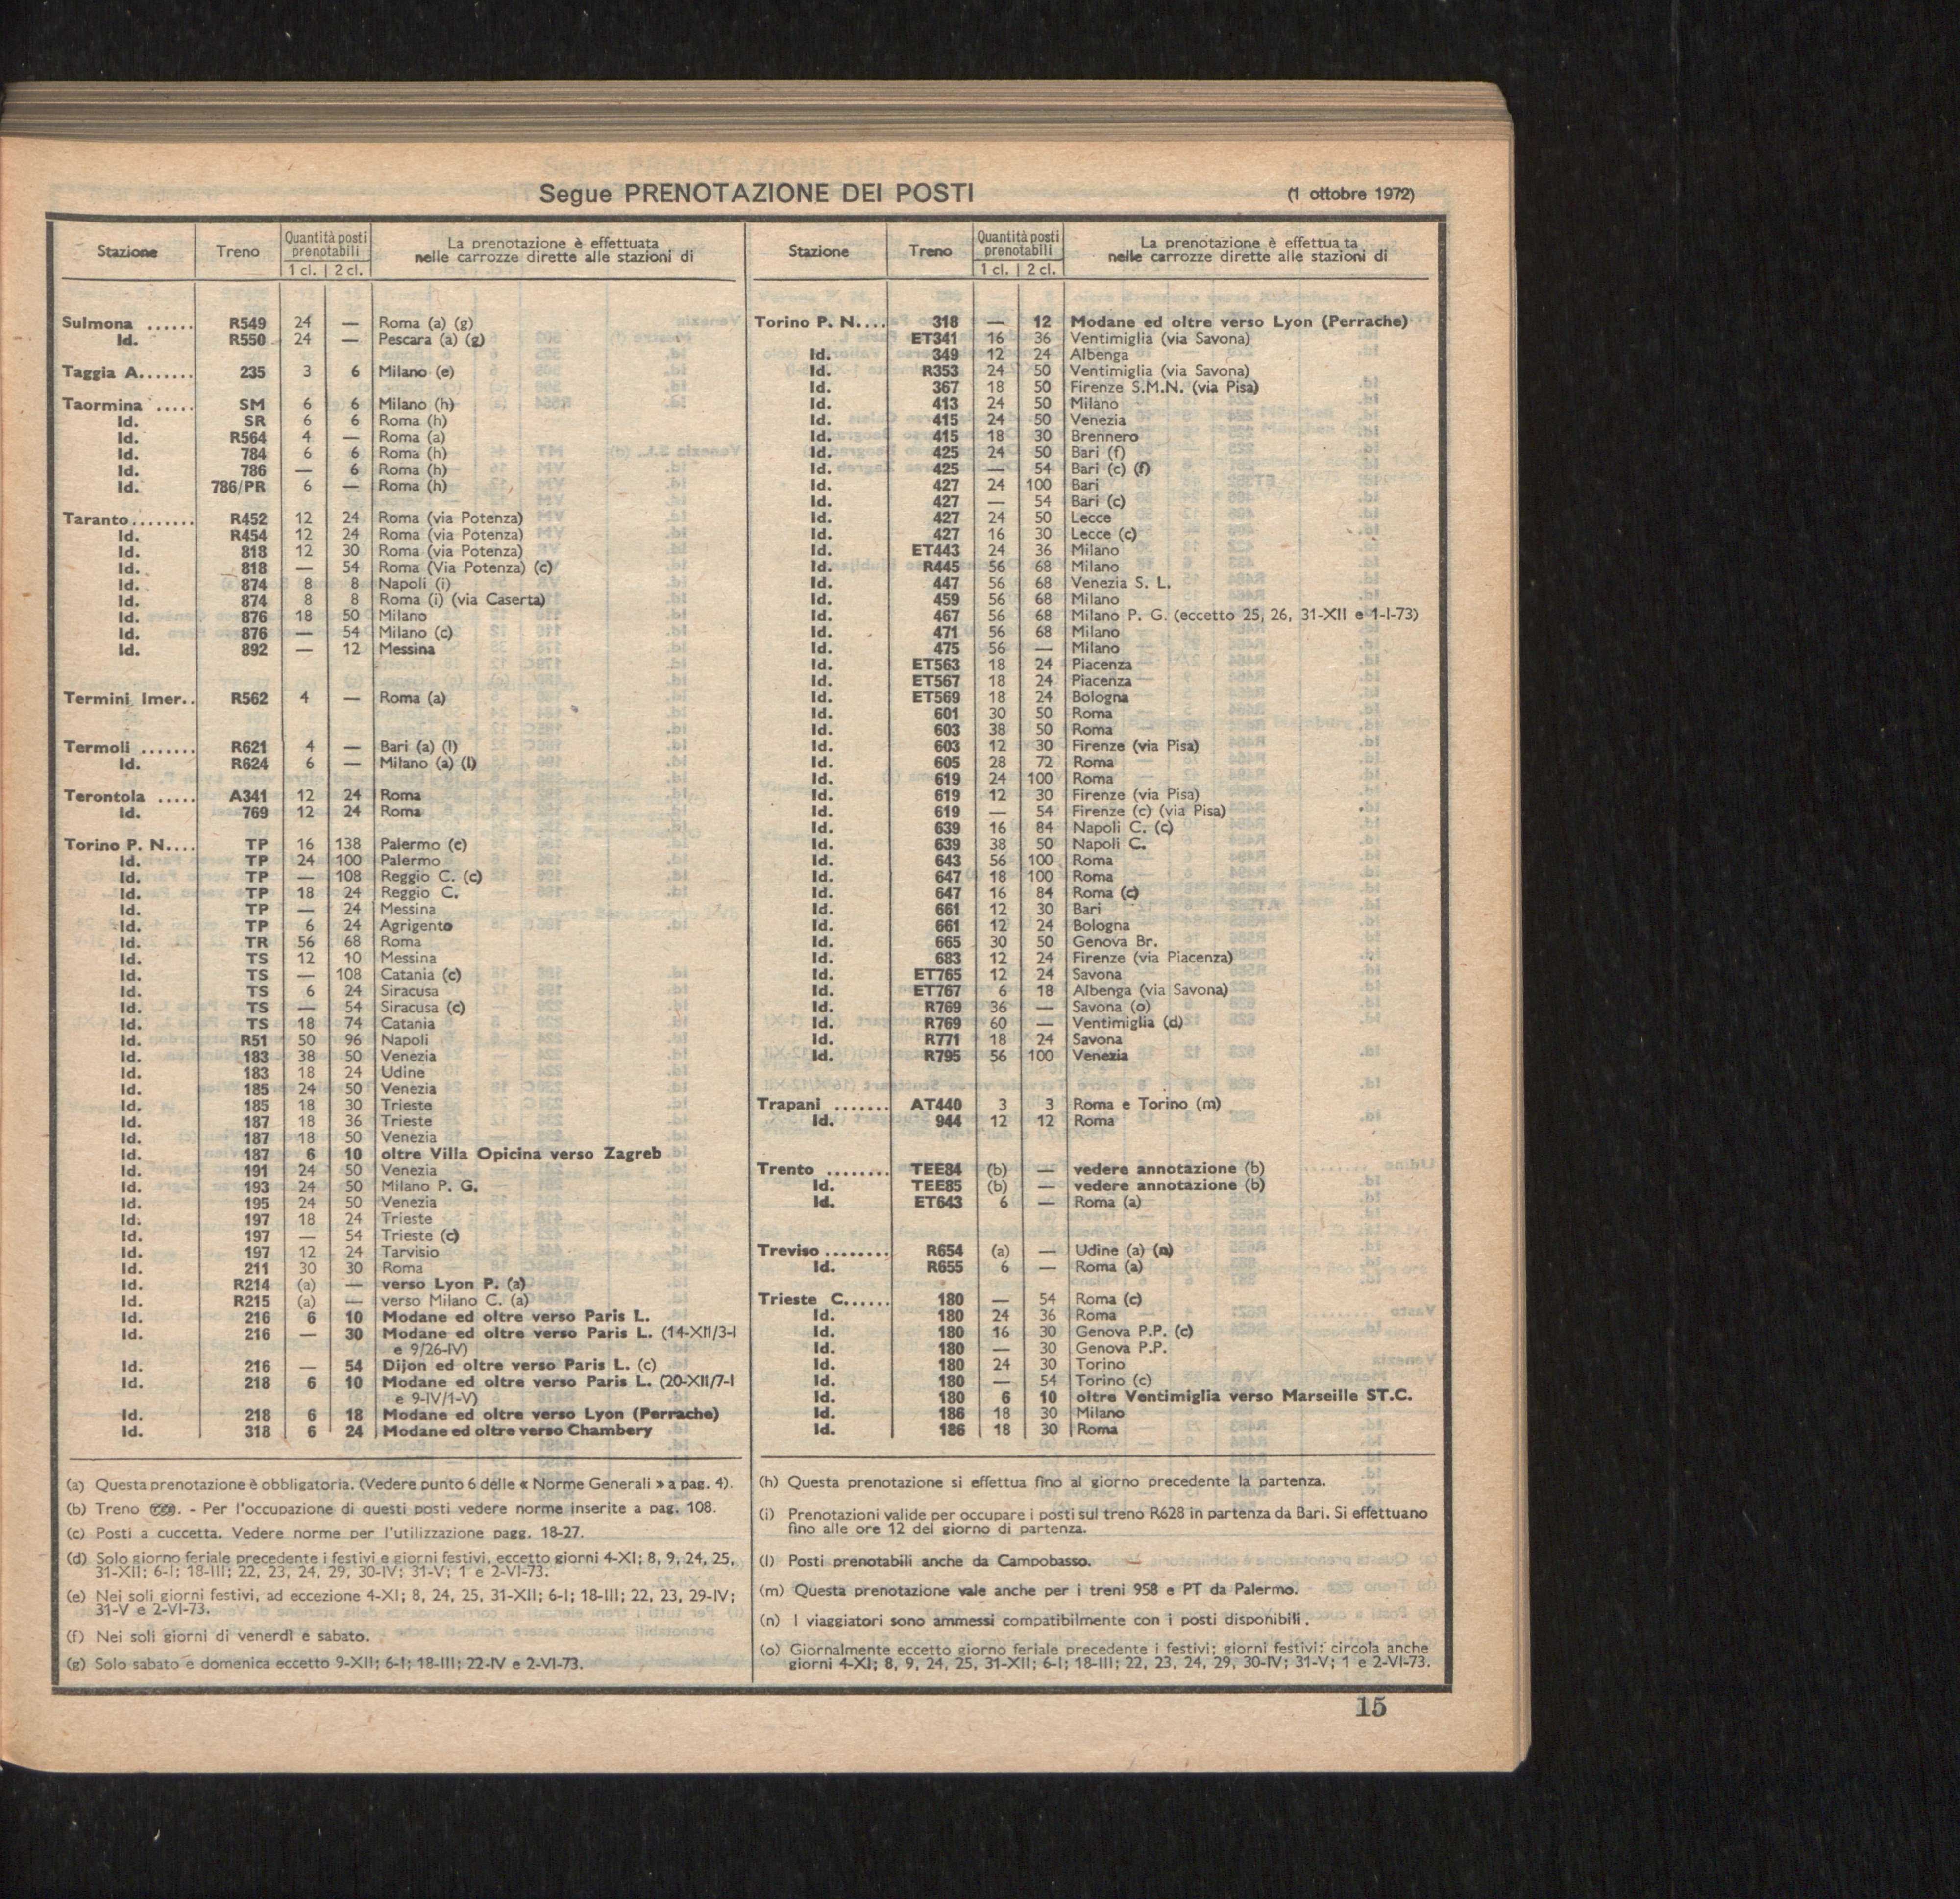 Segue PRENOTAZIONE DEI POSTI
(1 ottobre 1972)
Stazione Treno Quantità posti prenotabili 1 cl. 2 cl. La prenotazione è effettuata nelle carrozze dirette alle stazioni di
Sulmona ...... R549 24 — Roma (a) (g)
Id. R550 24 — Pescara (a) (g)
Taggia A....... 235 3 6 Milano (e)
Taormina ..... SM 6 6 Milano (h)
Id. SR 6 6 Roma (h)
Id. R564 4 — Roma (a)
Id. 784 6 6 Roma (h)
Id. 786 — 6 Roma (h)
Id. 786/PR 6 — Roma (h)
Taranto........ R452 12 24 Roma (via Potenza)
Id. R454 12 24 Roma (via Potenza)
Id. 818 12 30 Roma (via Potenza)
Id. 818 — 54 Roma (Via Potenza) (c)
Id. 874 8 8 Napoli (i)
Id. 874 8 8 Roma (i) (via Caserta)
Id. 876 18 50 Milano
Id. 876 — 54 Milano (c)
Id. 892 — 12 Messina
Termini Imer.. R562 4 — Roma (a)
Termoli ....... R621 4 — Bari (a) (l)
Id. R624 6 — Milano (a) (l)
Terontola ..... A341 12 24 Roma
Id. 769 12 24 Roma
Torino P. N.... TP 16 138 Palermo (c)
Id. TP 24 100 Palermo
Id. TP — 108 Reggio C. (c)
Id. TP 18 24 Reggio C.
Id. TP — 24 Messina
Id. TP 6 24 Agrigento
Id. TR 56 68 Roma
Id. TS 12 10 Messina
Id. TS — 108 Catania (c)
Id. TS 6 24 Siracusa
Id. TS — 54 Siracusa (c)
Id. TS 18 74 Catania
Id. R51 50 96 Napoli
Id. 183 38 50 Venezia
Id. 183 18 24 Udine
Id. 185 24 50 Venezia
Id. 185 18 30 Trieste
Id. 187 18 36 Trieste
Id. 187 18 50 Venezia
Id. 187 6 10 oltre Villa Opicina verso Zagreb
Id. 191 24 50 Venezia
Id. 193 24 50 Milano P. G.
Id. 195 24 50 Venezia
Id. 197 18 24 Trieste
Id. 197 — 54 Trieste (c)
Id. 197 12 24 Tarvisio
Id. 211 30 30 Roma
Id. R214 (a) — verso Lyon P. (a)
Id. R215 (a) — verso Milano C. (a)
Id. 216 6 10 Modane ed oltre verso Paris L.
Id. 216 — 30 Modane ed oltre verso Paris L. (14-XII/3-I
e 9/26-IV)
Id. 216 — 54 Dijon ed oltre verso Paris L. (c)
Id. 218 6 10 Modane ed oltre verso Paris L. (20-XII/7-I
e 9-IV/1-V)
Id. 218 6 18 Modane ed oltre verso Lyon (Perrache)
Id. 318 6 24 Modane ed oltre verso Chambery
(a) Questa prenotazione è obbligatoria. (Vedere punto 6 delle « Norme Generali » a pag. 4).
(b) Treno TEE. - Per l'occupazione di questi posti vedere norme inserite a pag. 108.
(c) Posti a cuccetta. Vedere norme per l'utilizzazione pagg. 18-27.
(d) Solo giorno feriale precedente i festivi e giorni festivi, eccetto giorni 4-XI; 8, 9, 24, 25,
31-XII; 6-I; 18-III; 22, 23, 24, 29, 30-IV; 31-V; 1 e 2-VI-73.
(e) Nei soli giorni festivi, ad eccezione 4-XI; 8, 24, 25, 31-XII; 6-I; 18-III; 22, 23, 29-IV;
31-V e 2-VI-73.
(f) Nei soli giorni di venerdì e sabato.
(g) Solo sabato e domenica eccetto 9-XII; 6-I; 18-III; 22-IV e 2-VI-73.
Stazione Treno Quantità posti prenotabili 1 cl. 2 cl. La prenotazione è effettua ta nelle carrozze dirette alle stazioni di
Torino P. N.... 318 — 12 Modane ed oltre verso Lyon (Perrache)
ET341 16 36 Ventimiglia (via Savona)
Id. 349 12 24 Albenga
Id. R353 24 50 Ventimiglia (via Savona)
Id. 367 18 50 Firenze S.M.N. (via Pisa)
Id. 413 24 50 Milano
Id. 415 24 50 Venezia
Id. 415 18 30 Brennero
Id. 425 24 50 Bari (f)
Id. 425 — 54 Bari (c) (f)
Id. 427 24 100 Bari
Id. 427 — 54 Bari (c)
Id. 427 24 50 Lecce
Id. 427 16 30 Lecce (c)
Id. ET443 24 36 Milano
Id. R445 56 68 Milano
Id. 447 56 68 Venezia S. L.
Id. 459 56 68 Milano
Id. 467 56 68 Milano P. G. (eccetto 25, 26, 31-XII e 1-I-73)
Id. 471 56 68 Milano
Id. 475 56 — Milano
Id. ET563 18 24 Piacenza
Id. ET567 18 24 Piacenza
Id. ET569 18 24 Bologna
Id. 601 30 50 Roma
Id. 603 38 50 Roma
Id. 603 12 30 Firenze (via Pisa)
Id. 605 28 72 Roma
Id. 619 24 100 Roma
Id. 619 12 30 Firenze (via Pisa)
Id. 619 — 54 Firenze (c) (via Pisa)
Id. 639 16 84 Napoli C. (c)
Id. 639 38 50 Napoli C.
Id. 643 56 100 Roma
Id. 647 18 100 Roma
Id. 647 16 84 Roma (c)
Id. 661 12 30 Bari
Id. 661 12 24 Bologna
Id. 665 30 50 Genova Br.
Id. 683 12 24 Firenze (via Piacenza)
Id. ET765 12 24 Savona
Id. ET767 6 18 Albenga (via Savona)
Id. R769 36 — Savona (o)
Id. R769 60 — Ventimiglia (d)
Id. R771 18 24 Savona
Id. R795 56 100 Venezia
Trapani ....... AT440 3 3 Roma e Torino (m)
Id. 944 12 12 Roma
Trento ........ TEE84 (b) — vedere annotazione (b)
Id. TEE85 (b) — vedere annotazione (b)
Id. ET643 6 — Roma (a)
Treviso ........ R654 (a) — Udine (a) (n)
Id. R655 6 — Roma (a)
Trieste C...... 180 — 54 Roma (c)
Id. 180 24 36 Roma
Id. 180 16 30 Genova P.P. (c)
Id. 180 — 30 Genova P.P.
Id. 180 24 30 Torino
Id. 180 — 54 Torino (c)
Id. 180 6 10 oltre Ventimiglia verso Marseille ST.C.
Id. 186 18 30 Milano
Id. 186 18 30 Roma
(h) Questa prenotazione si effettua fino al giorno precedente la partenza.
(i) Prenotazioni valide per occupare i posti sul treno R628 in partenza da Bari. Si effettuano
fino alle ore 12 del giorno di partenza.
(l) Posti prenotabili anche da Campobasso.
(m) Questa prenotazione vale anche per i treni 958 e PT da Palermo.
(n) I viaggiatori sono ammessi compatibilmente con i posti disponibili.
(o) Giornalmente eccetto giorno feriale precedente i festivi; giorni festivi; circola anche
giorni 4-XI; 8, 9, 24, 25, 31-XII; 6-I; 18-III; 22, 23, 24, 29, 30-IV; 31-V; 1 e 2-VI-73.
15